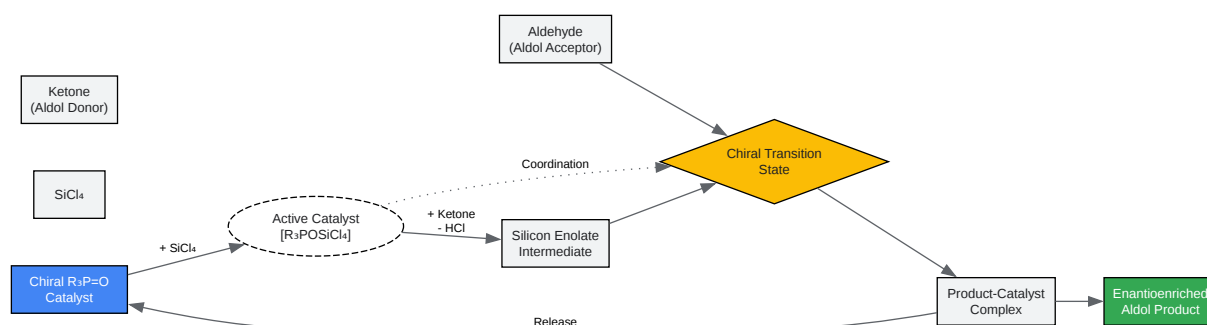 Aldehyde
(Aldol Acceptor)
Ketone
(Aldol Donor)
Chiral Transition
State
Coordination
SiCl₄
Active Catalyst
[R₃POSiCl₄]
+ Ketone
- HCl
Silicon Enolate
Intermediate
+ SiCl₄
Chiral R₃P=O
Catalyst
Product-Catalyst
Complex
Enantioenriched
Aldol Product
Release